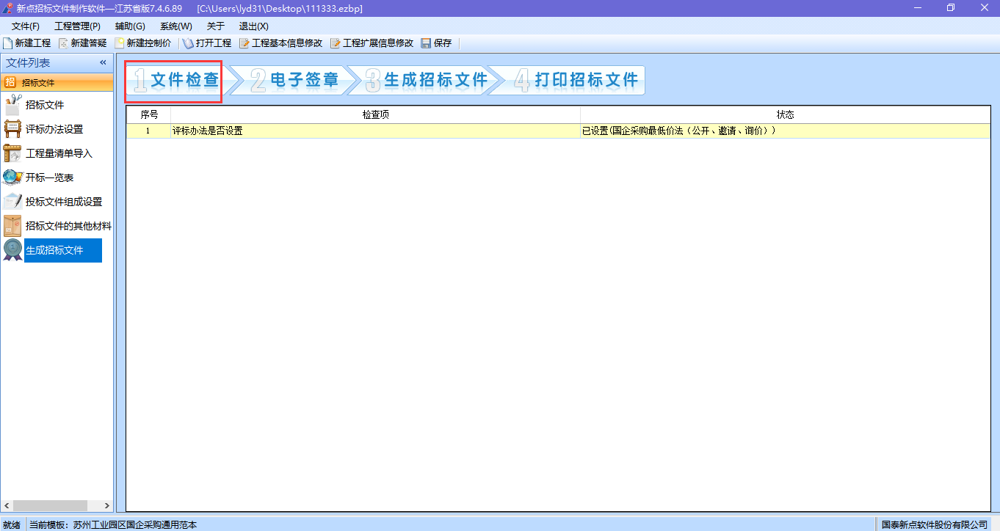 新点招标文件制作软件—江苏省版7.4.6.89 [C:\Users\lyd31\Desktop\111333.ezbp]
文件(F) 工程管理(P) 辅助(G) 系统(W) 关于 退出(X)
新建工程 新建答疑 新建控制价 打开工程 工程基本信息修改 工程扩展信息修改 保存
文件列表 «
招 招标文件
招标文件
评标办法设置
工程量清单导入
开标一览表
投标文件组成设置
招标文件的其他材料
生成招标文件
1 文件检查 2 电子签章 3 生成招标文件 4 打印招标文件
序号 检查项 状态
1 评标办法是否设置 已设置(国企采购最低价法（公开、邀请、询价）)
就绪 当前模板：苏州工业园区国企采购通用范本 国泰新点软件股份有限公司